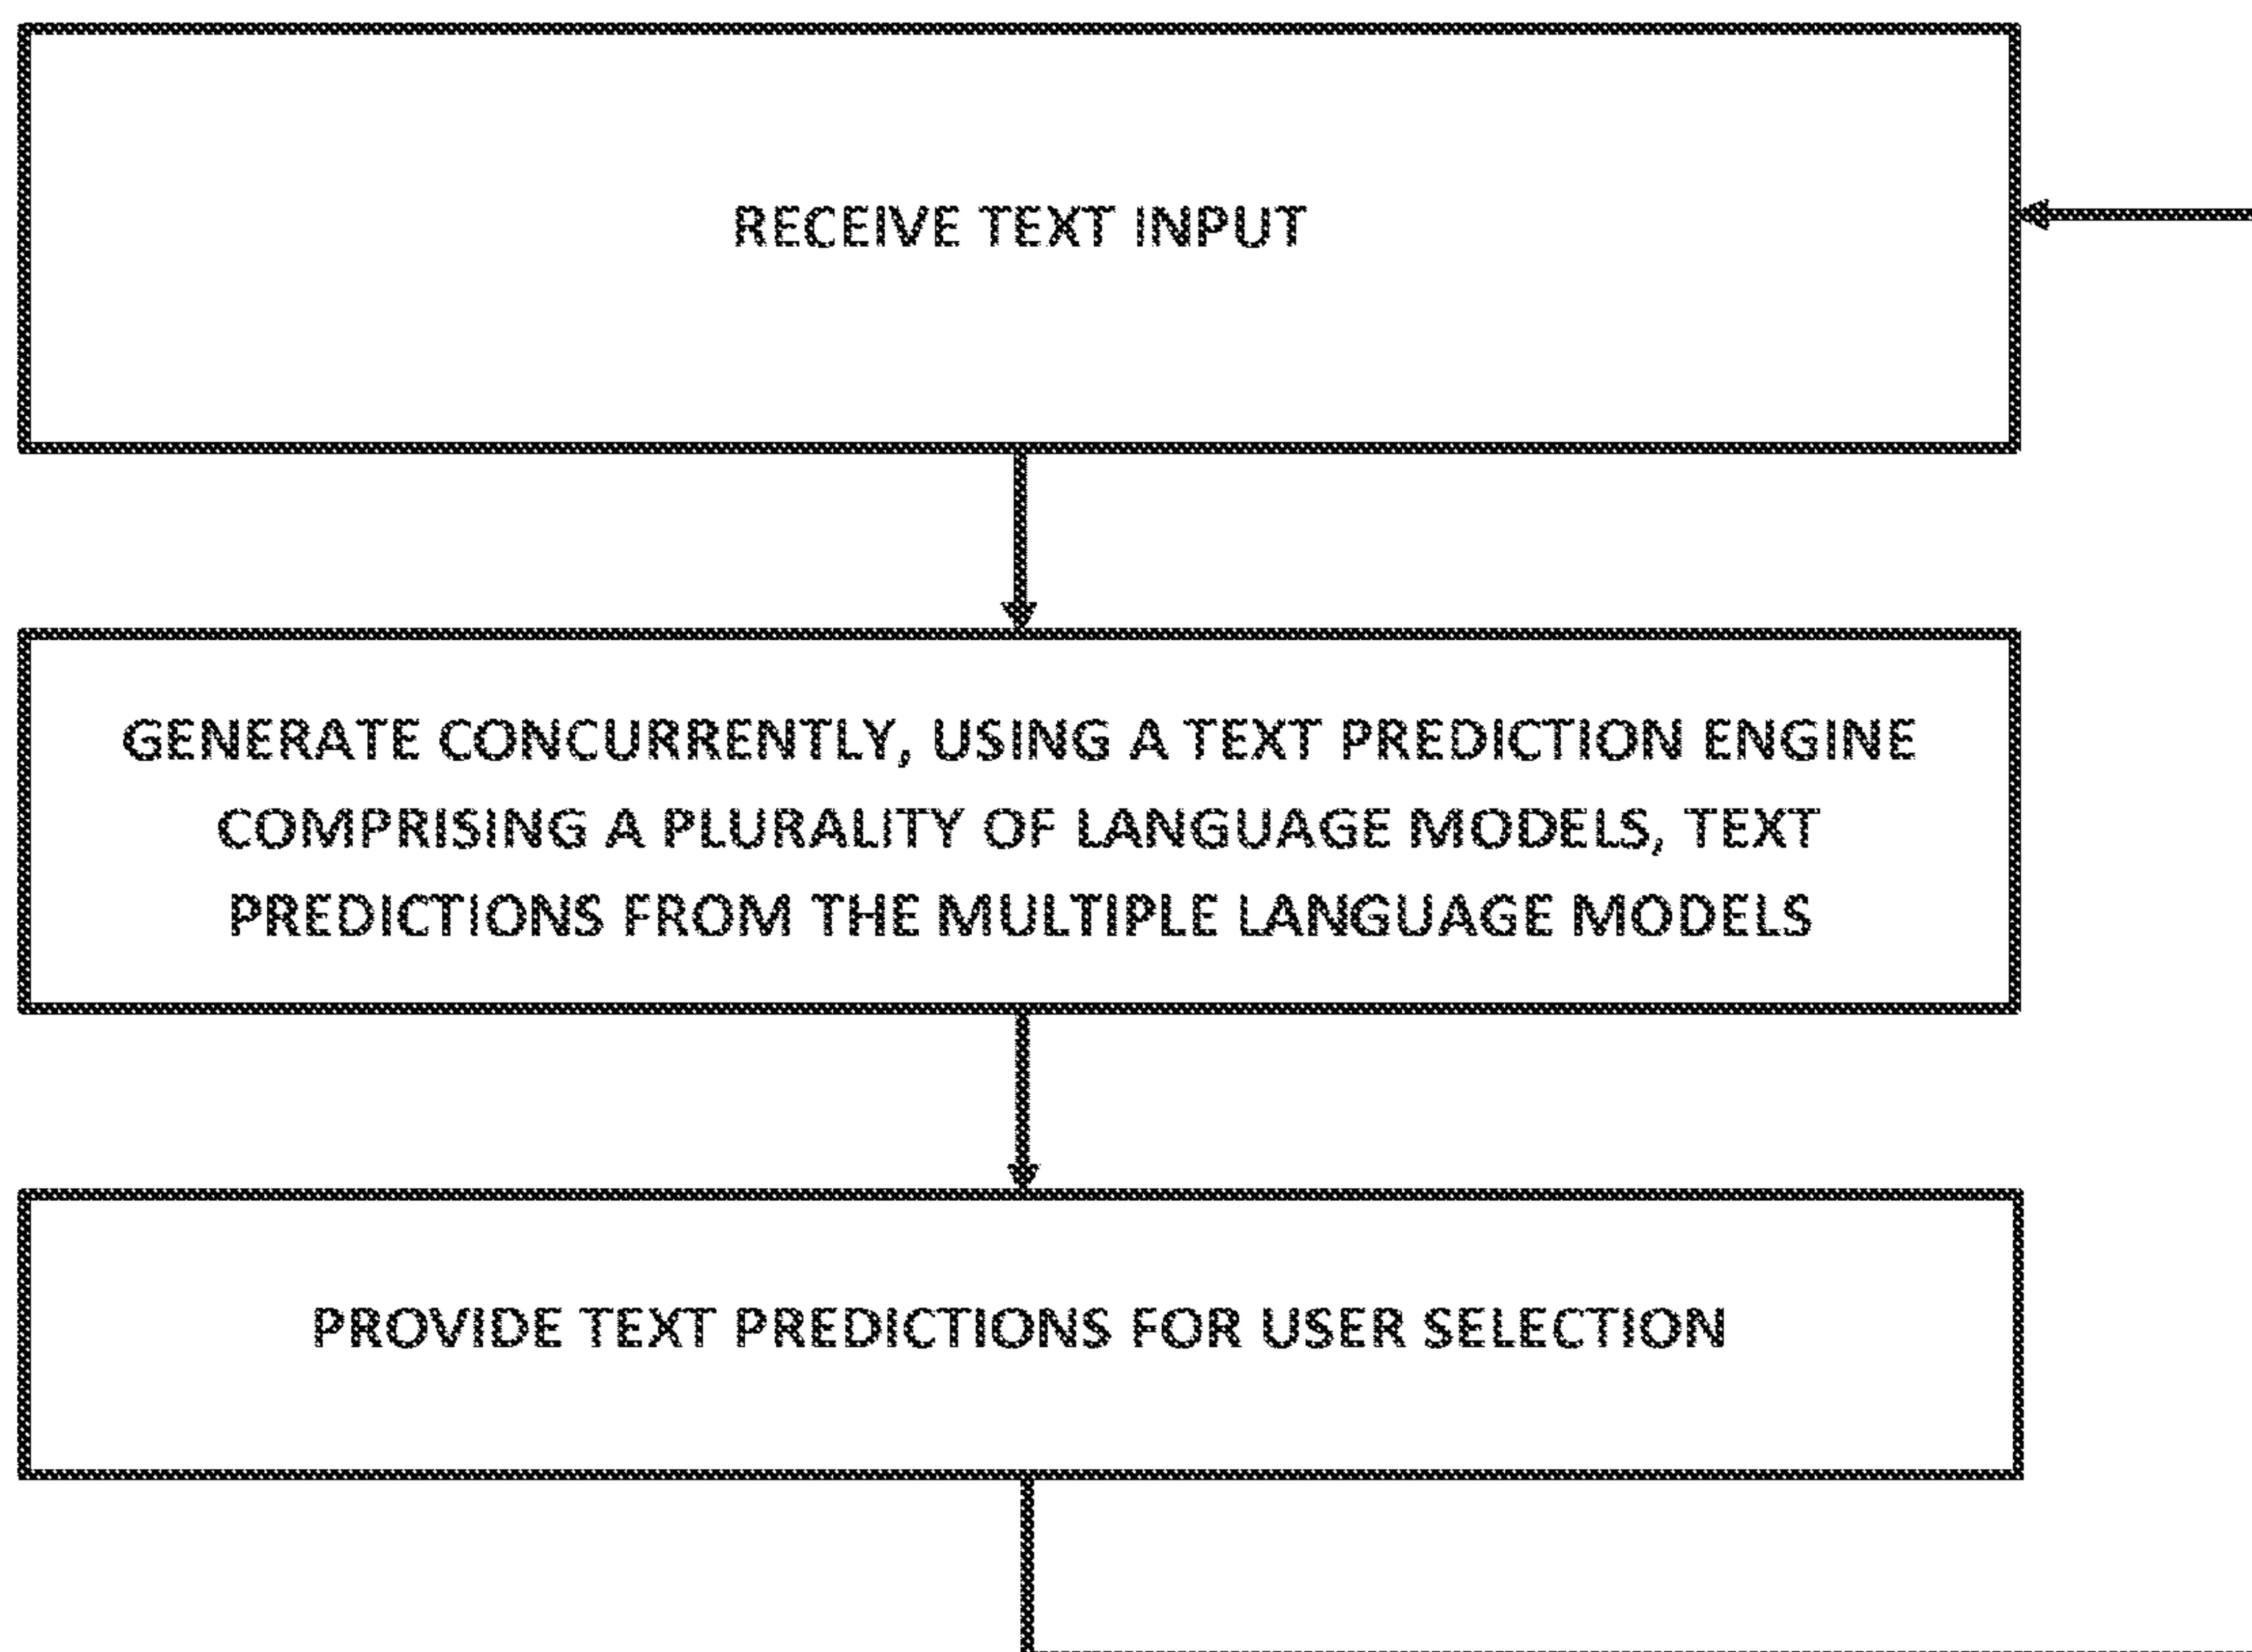 RECEIVE TEXT INPUT
GENERATE CONCURRENTLY, USING A TEXT PREDICTION ENGINE
COMPRISING A PLURALITY OF LANGUAGE MODELS, TEXT
PREDICTIONS FROM THE MULTIPLE LANGUAGE MODELS
PROVIDE TEXT PREDICTIONS FOR USER SELECTION